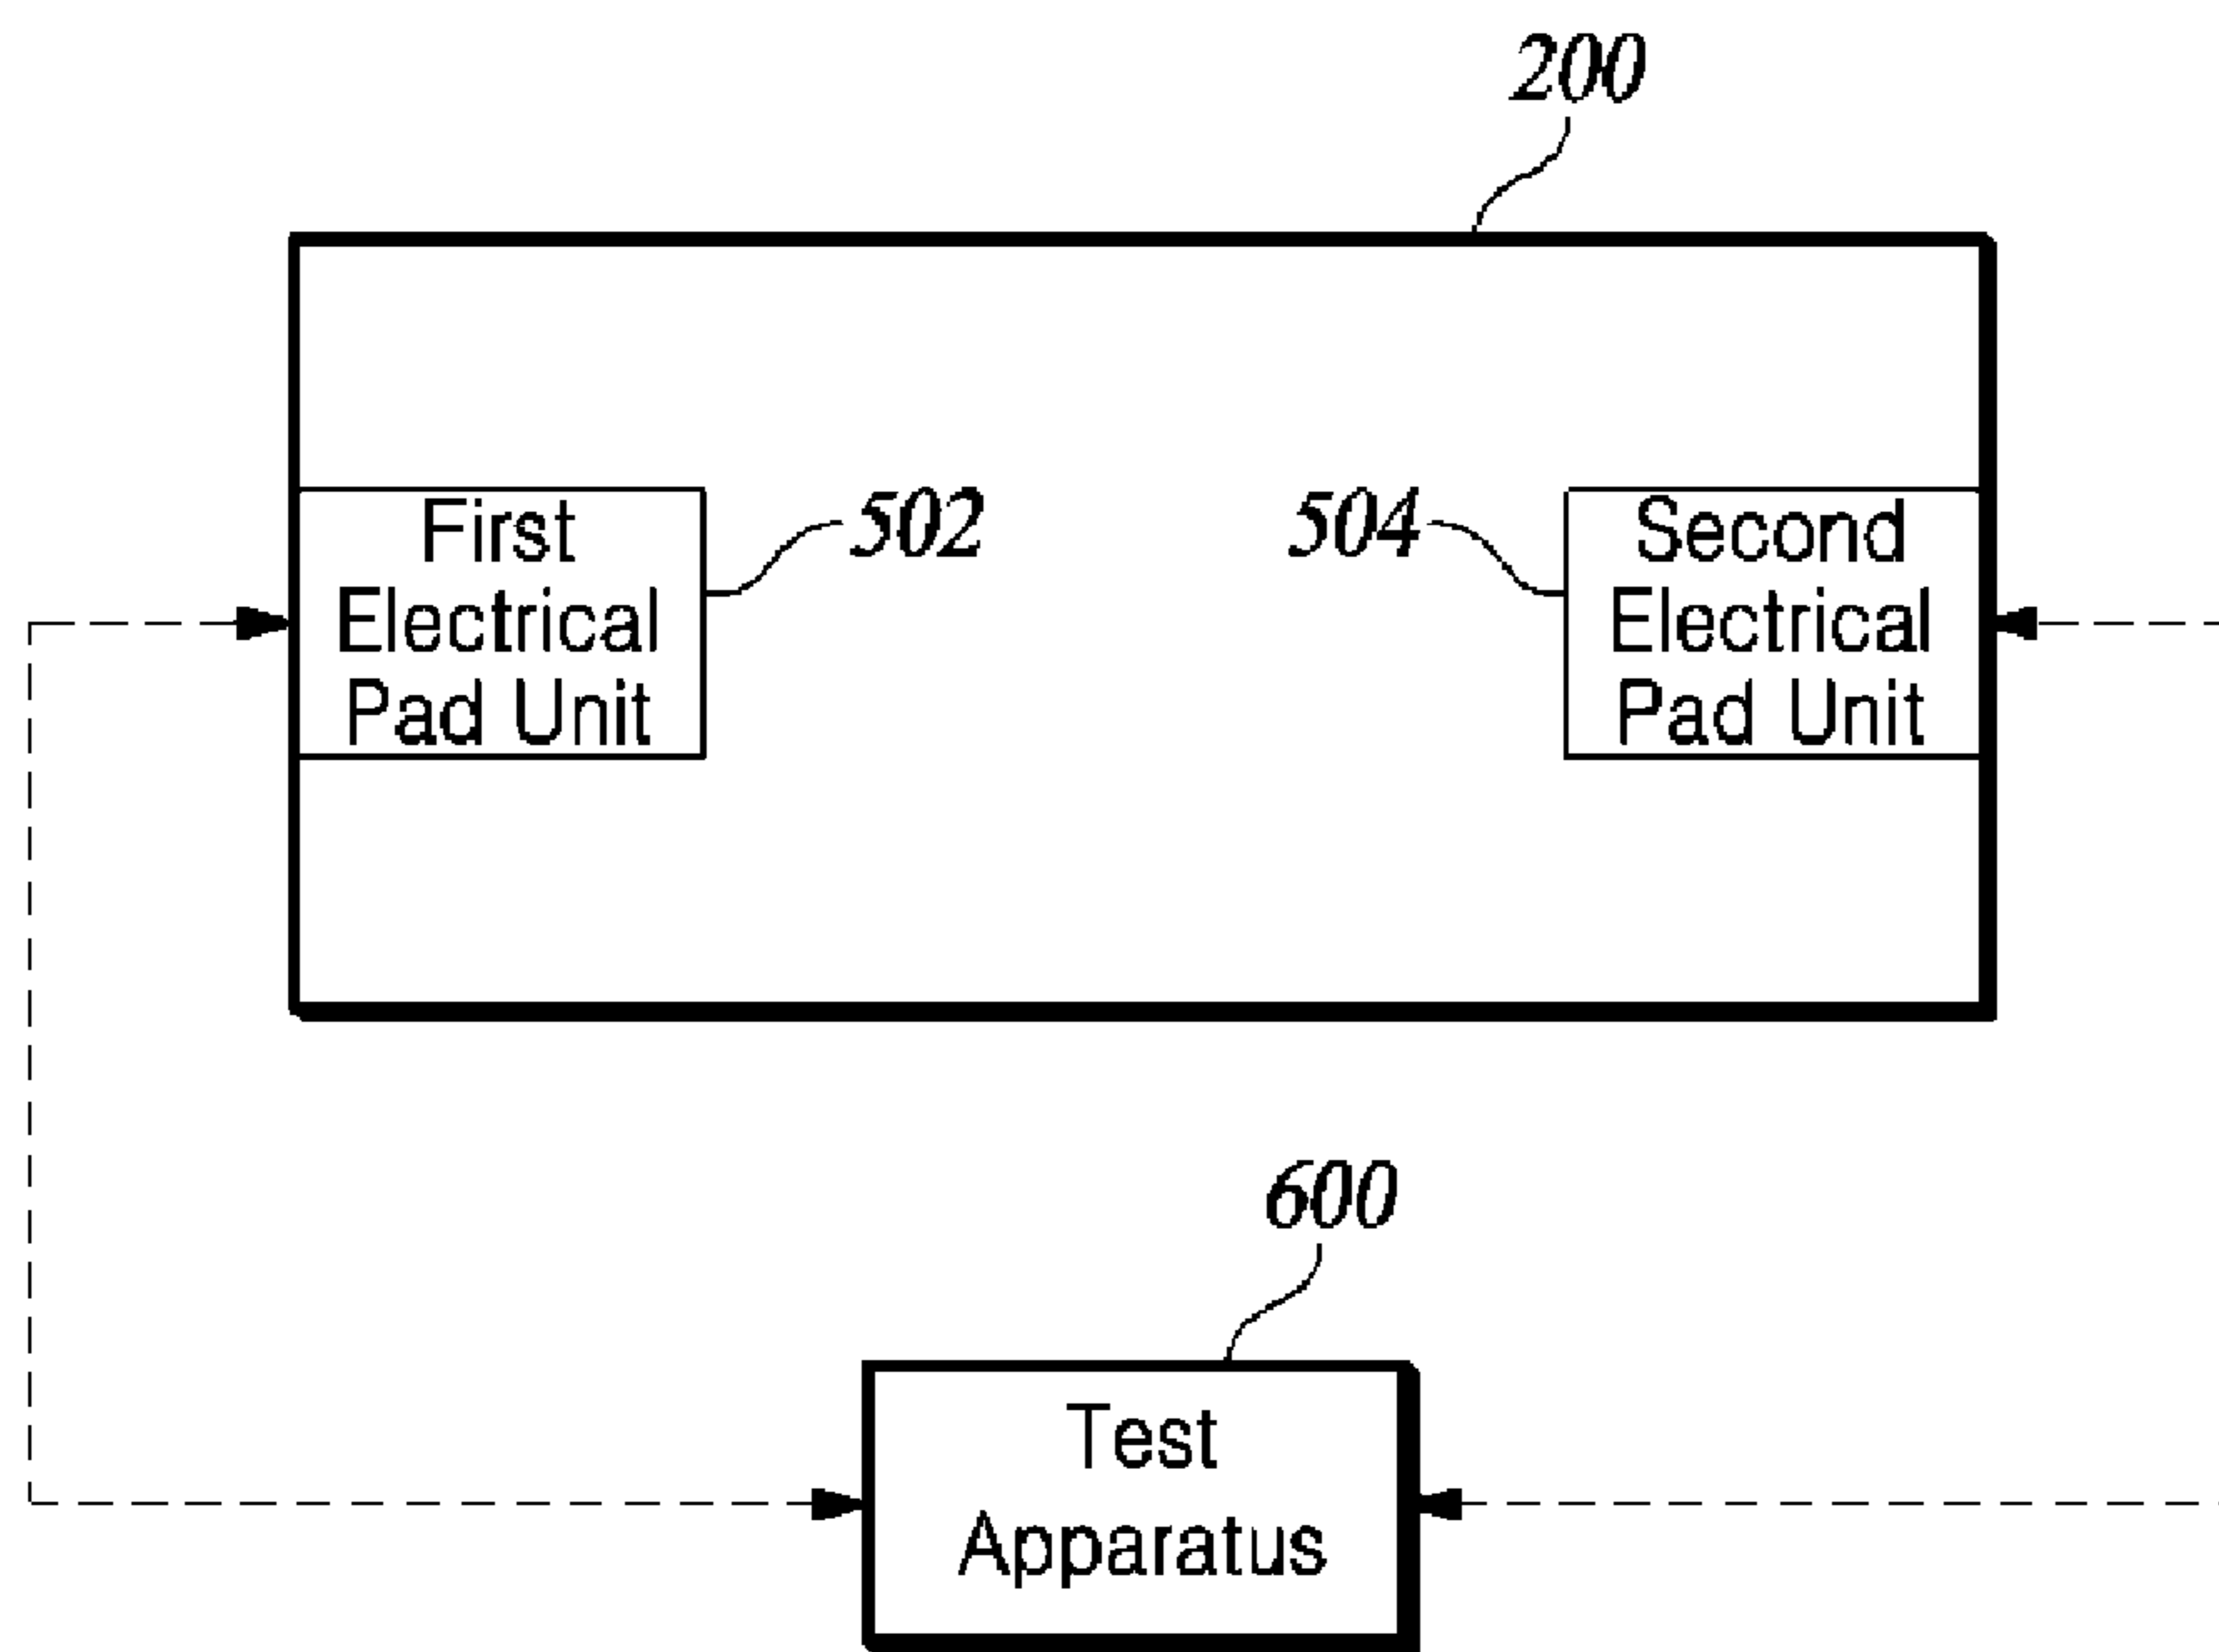 200
First
Electrical
Pad Unit
502
504
Second
Electrical
Pad Unit
600
Test
Apparatus